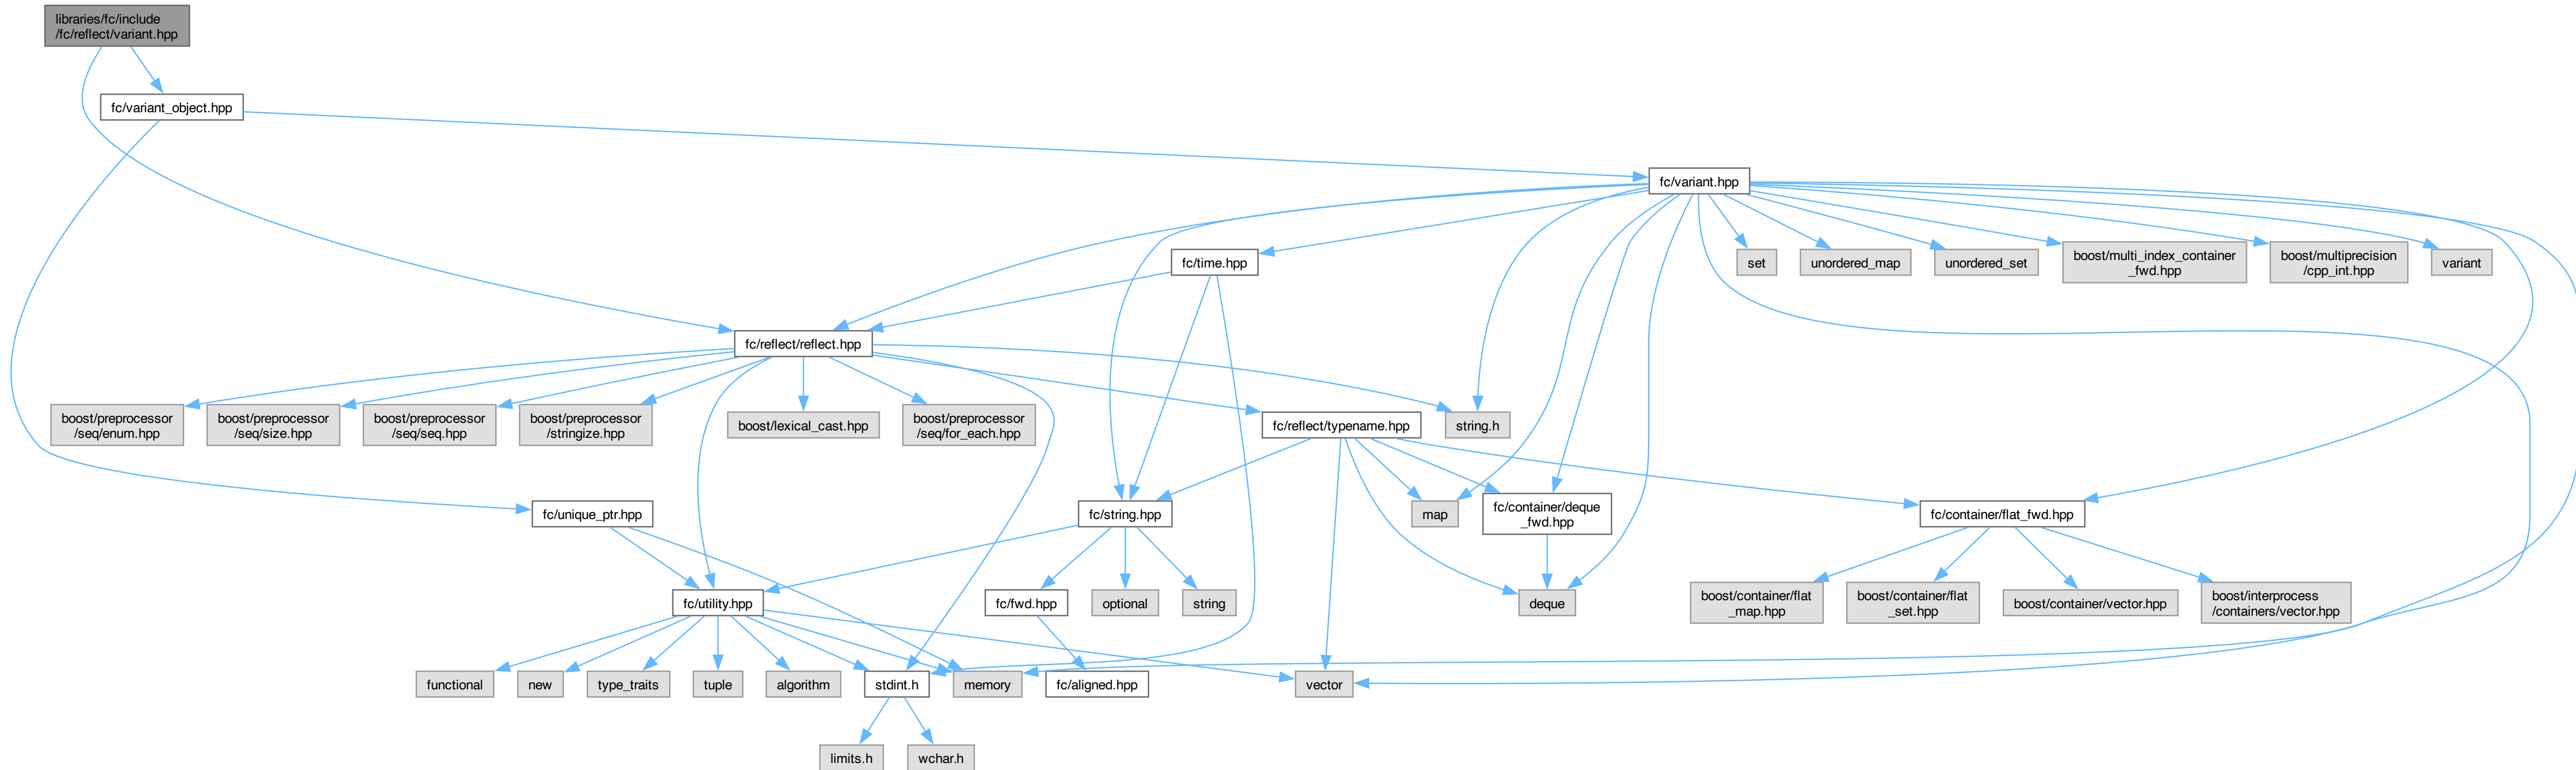 libraries/fc/include
/fc/reflect/variant.hpp
fc/variant_object.hpp
fc/variant.hpp
fc/time.hpp
set
unordered_map
unordered_set
boost/multi_index_container
_fwd.hpp
boost/multiprecision
/cpp_int.hpp
variant
fc/reflect/reflect.hpp
boost/preprocessor
/seq/enum.hpp
boost/preprocessor
/seq/size.hpp
boost/preprocessor
/seq/seq.hpp
boost/preprocessor
/stringize.hpp
boost/lexical_cast.hpp
boost/preprocessor
/seq/for_each.hpp
fc/reflect/typename.hpp
string.h
fc/unique_ptr.hpp
fc/string.hpp
map
fc/container/deque
_fwd.hpp
fc/container/flat_fwd.hpp
fc/utility.hpp
fc/fwd.hpp
optional
string
deque
boost/container/flat
_map.hpp
boost/container/flat
_set.hpp
boost/container/vector.hpp
boost/interprocess
/containers/vector.hpp
functional
new
type_traits
tuple
algorithm
stdint.h
memory
fc/aligned.hpp
vector
limits.h
wchar.h